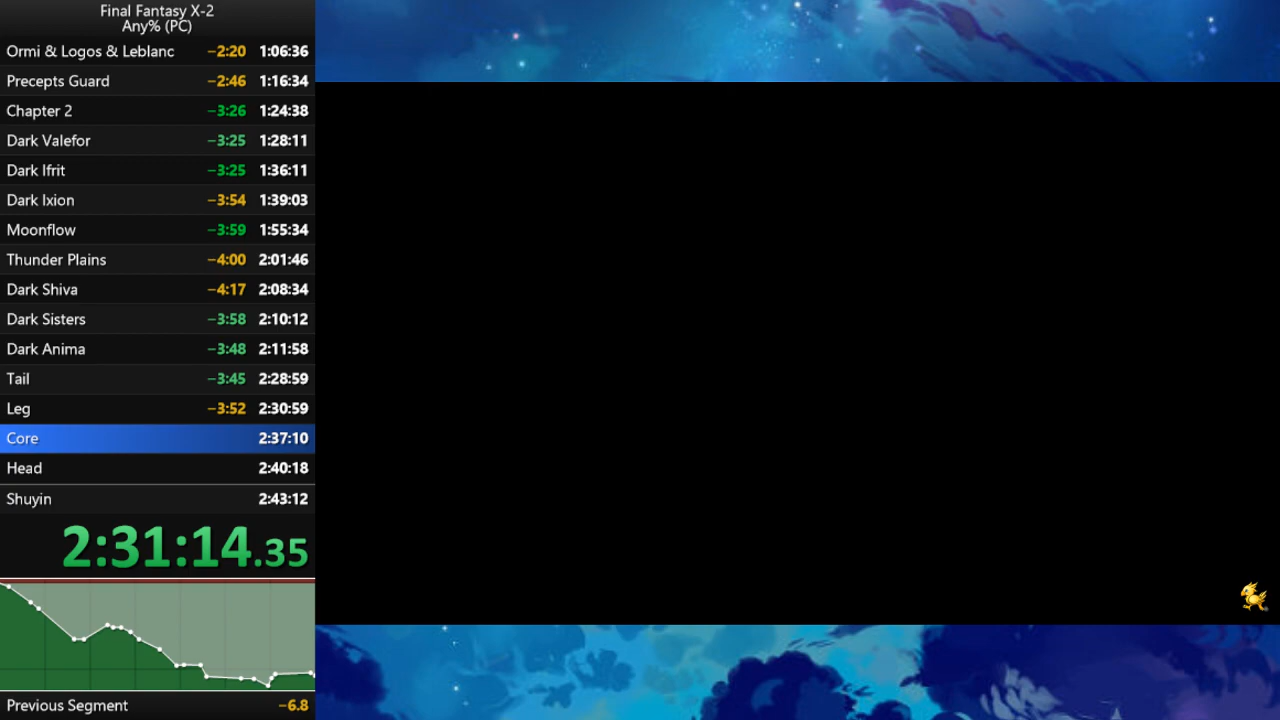 Final Fantasy X-2
Any% (PC)
Ormi & Logos & Leblanc −2:20 1:06:36
Precepts Guard −2:46 1:16:34
Chapter 2 −3:26 1:24:38
Dark Valefor −3:25 1:28:11
Dark Ifrit −3:25 1:36:11
Dark Ixion −3:54 1:39:03
Moonflow −3:59 1:55:34
Thunder Plains −4:00 2:01:46
Dark Shiva −4:17 2:08:34
Dark Sisters −3:58 2:10:12
Dark Anima −3:48 2:11:58
Tail −3:45 2:28:59
Leg −3:52 2:30:59
Core 2:37:10
Head 2:40:18
Shuyin 2:43:12
2:31:14.35
Previous Segment −6.8